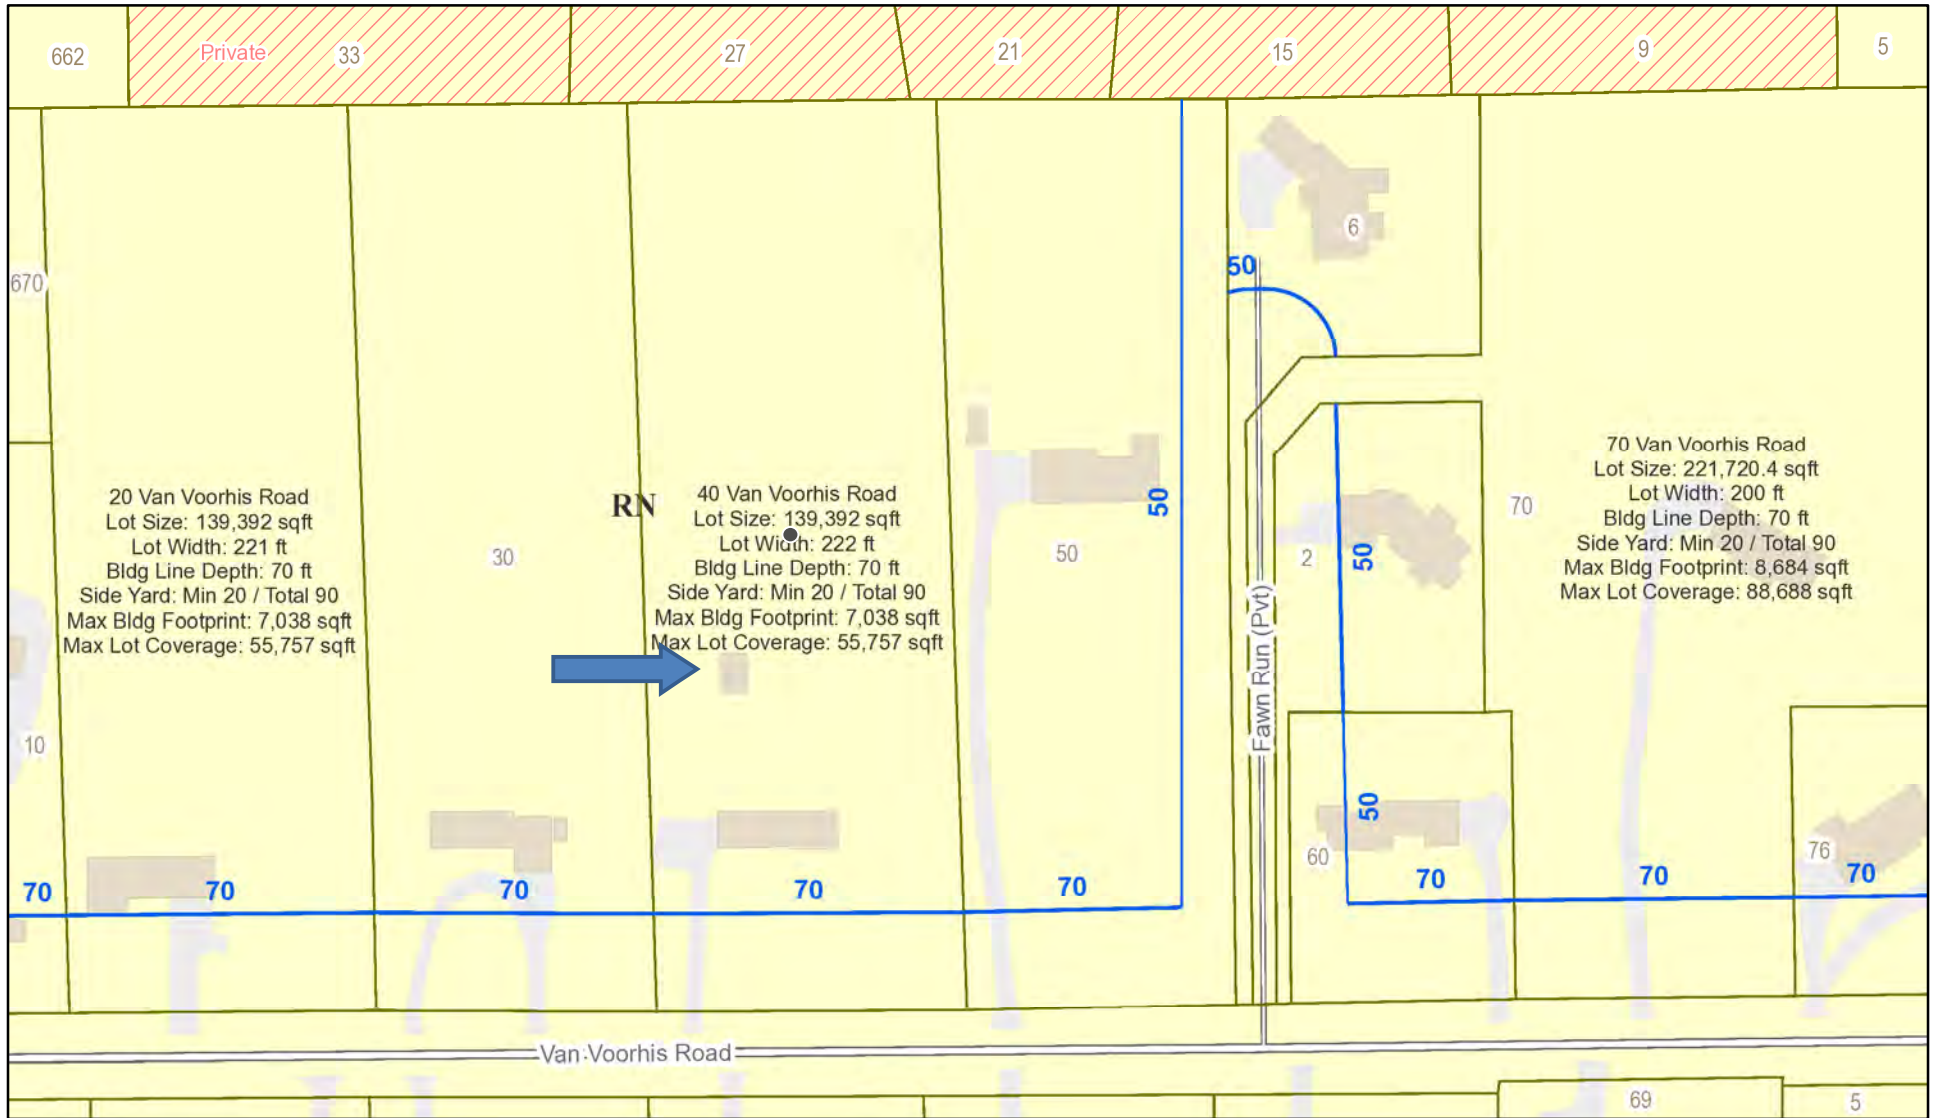 662
Private
33
27
21
15
9
5
670
6
50
20 Van Voorhis Road
Lot Size: 139,392 sqft
Lot Width: 221 ft
Bldg Line Depth: 70 ft
Side Yard: Min 20 / Total 90
Max Bldg Footprint: 7,038 sqft
Max Lot Coverage: 55,757 sqft
30
RN
40 Van Voorhis Road
Lot Size: 139,392 sqft
Lot Width: 222 ft
Bldg Line Depth: 70 ft
Side Yard: Min 20 / Total 90
Max Bldg Footprint: 7,038 sqft
Max Lot Coverage: 55,757 sqft
50
50
2
50
70
70 Van Voorhis Road
Lot Size: 221,720.4 sqft
Lot Width: 200 ft
Bldg Line Depth: 70 ft
Side Yard: Min 20 / Total 90
Max Bldg Footprint: 8,684 sqft
Max Lot Coverage: 88,688 sqft
Fawn Run (Pvt)
10
50
60
76
70
70
70
70
70
70
70
70
Van Voorhis Road
69
5